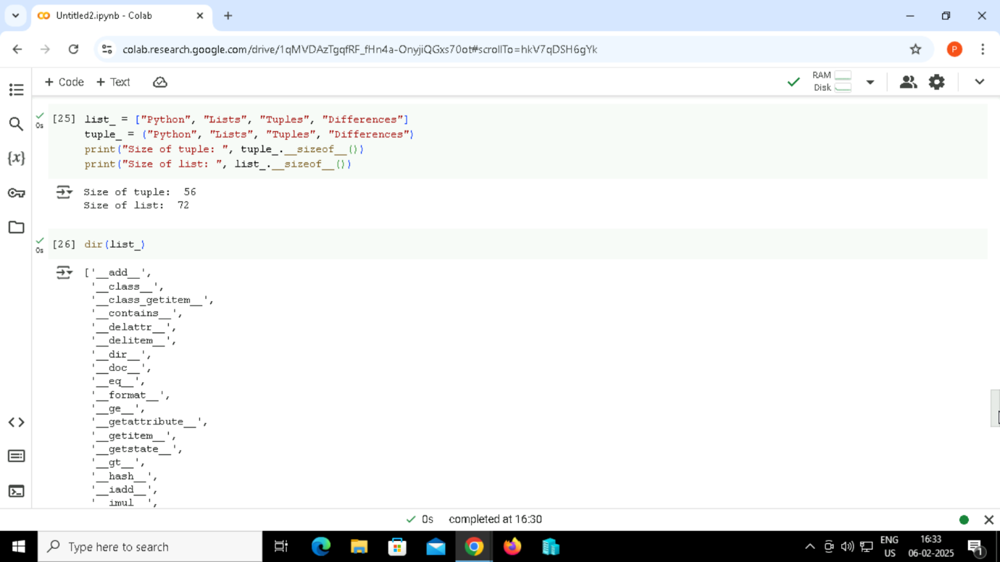 Untitled2.ipynb - Colab
colab.research.google.com/drive/1qMVDAzTgqfRF_fHn4a-OnyjiQGxs70ot#scrollTo=hkV7qDSH6gYk
P
+ Code + Text
RAM
Disk
[25] list_ = ["Python", "Lists", "Tuples", "Differences"]
0s
tuple_ = ("Python", "Lists", "Tuples", "Differences")
print("Size of tuple: ", tuple_.__sizeof__())
print("Size of list: ", list_.__sizeof__())
Size of tuple:  56
Size of list:  72
[26] dir(list_)
0s
['__add__',
'__class__',
'__class_getitem__',
'__contains__',
'__delattr__',
'__delitem__',
'__dir__',
'__doc__',
'__eq__',
'__format__',
'__ge__',
'__getattribute__',
'__getitem__',
'__getstate__',
'__gt__',
'__hash__',
'__iadd__',
'__imul__',
{x}
0s completed at 16:30
Type here to search
ENG
US
16:33
06-02-2025
1